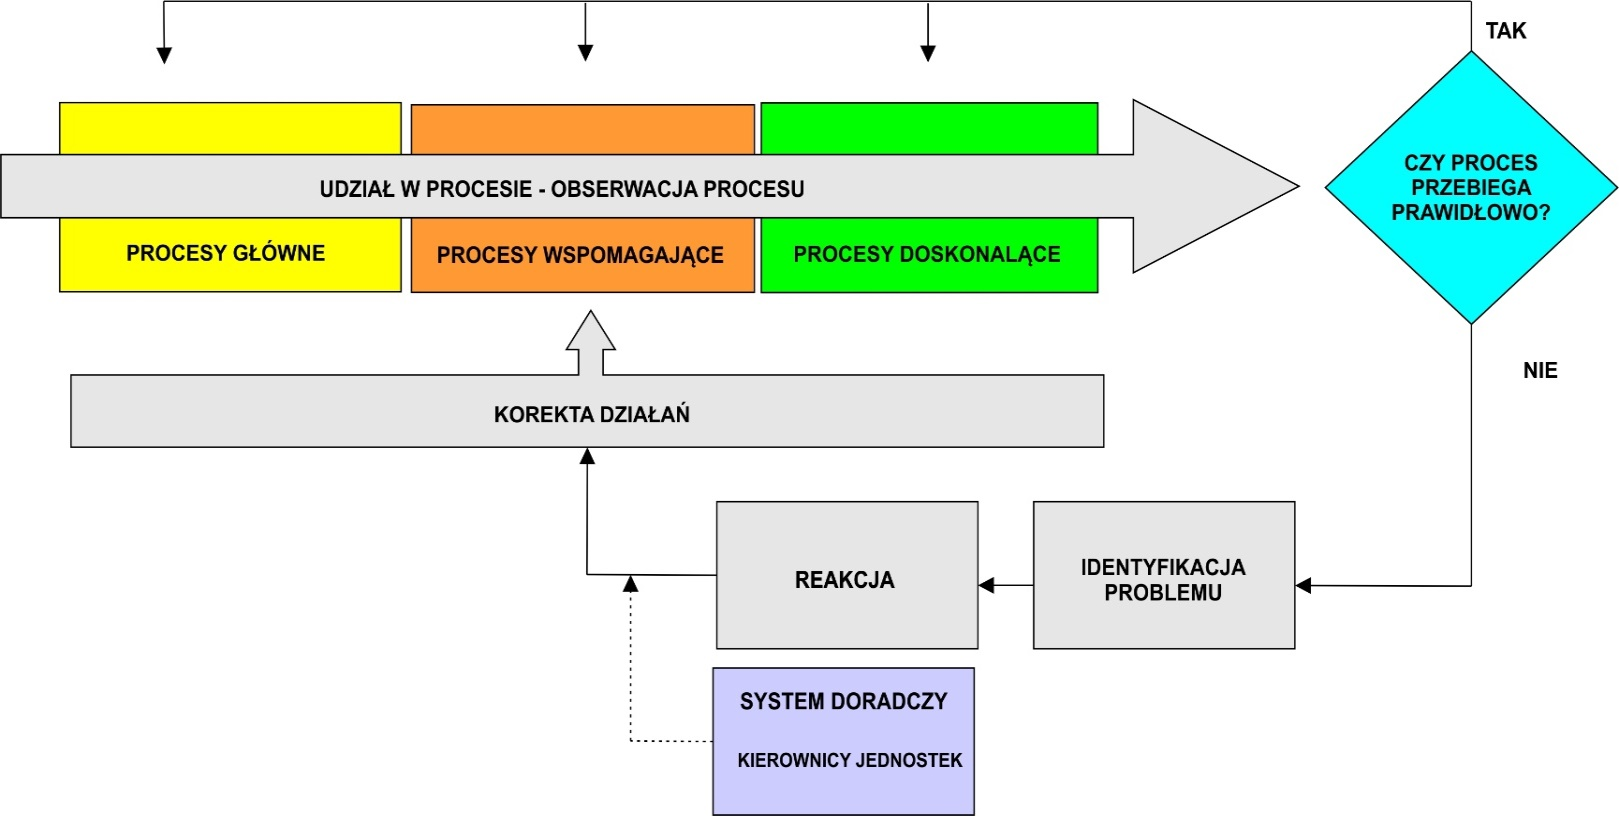 TAK
CZY PROCES
PRZEBIEGA
PRAWIDŁOWO?
UDZIAŁ W PROCESIE - OBSERWACJA PROCESU
PROCESY GŁÓWNE
PROCESY WSPOMAGAJĄCE
PROCESY DOSKONALĄCE
NIE
KOREKTA DZIAŁAŃ
REAKCJA
IDENTYFIKACJA
PROBLEMU
SYSTEM DORADCZY
KIEROWNICY JEDNOSTEK